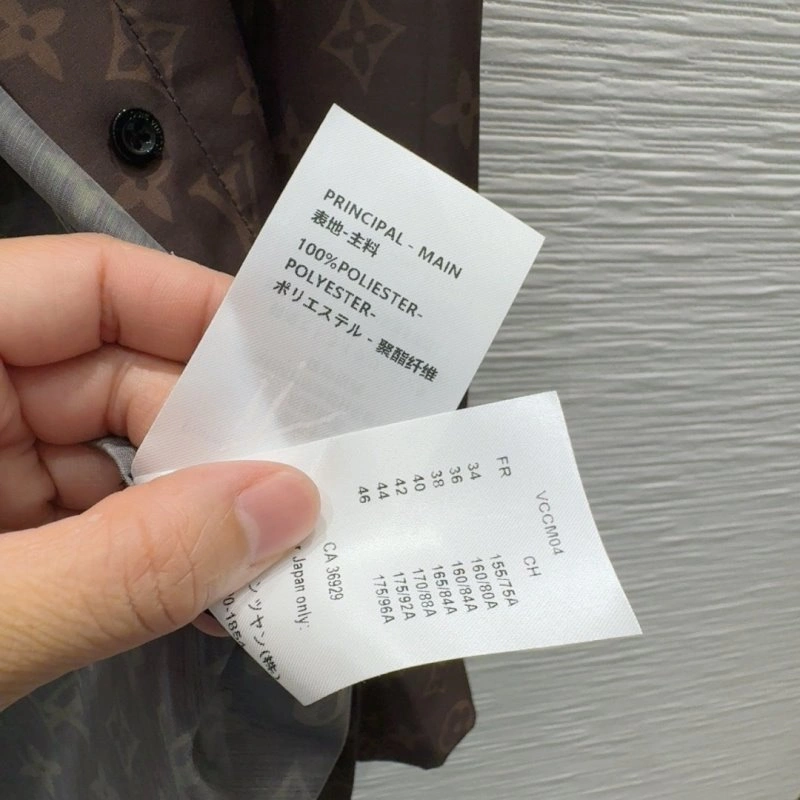 PRINCIPAL - MAIN
表地-主料
100%POLIESTER-
POLYESTER-
ポリエステル - 聚酯纤维
VCCM04
FR CH
34 155/75A
36 160/80A
38 160/84A
40 165/84A
42 170/88A
44 175/92A
46 175/96A
CA 36929
Japan only: